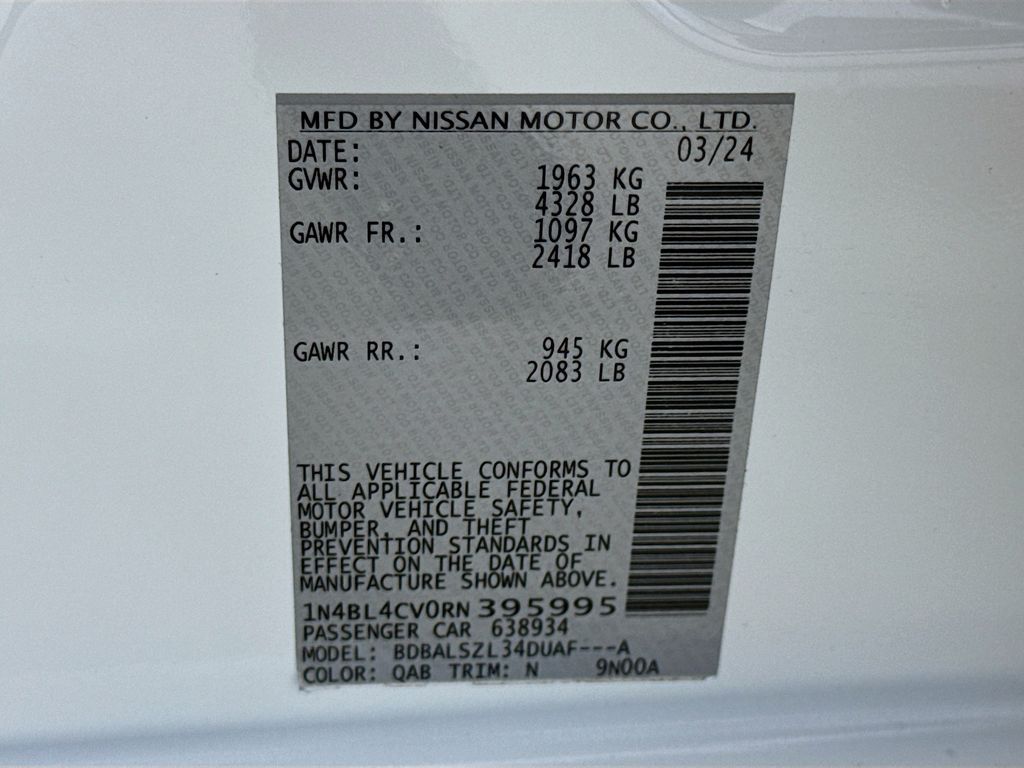 MFD BY NISSAN MOTOR CO., LTD.
DATE: 03/24
GVWR: 1963 KG
4328 LB
GAWR FR.: 1097 KG
2418 LB
GAWR RR.: 945 KG
2083 LB
THIS VEHICLE CONFORMS TO
ALL APPLICABLE FEDERAL
MOTOR VEHICLE SAFETY,
BUMPER, AND THEFT
PREVENTION STANDARDS IN
EFFECT ON THE DATE OF
MANUFACTURE SHOWN ABOVE.
1N4BL4CV0RN 395995
PASSENGER CAR 638934
MODEL: BDBALSZL34DUAF---A
COLOR: QAB TRIM: N 9N00A